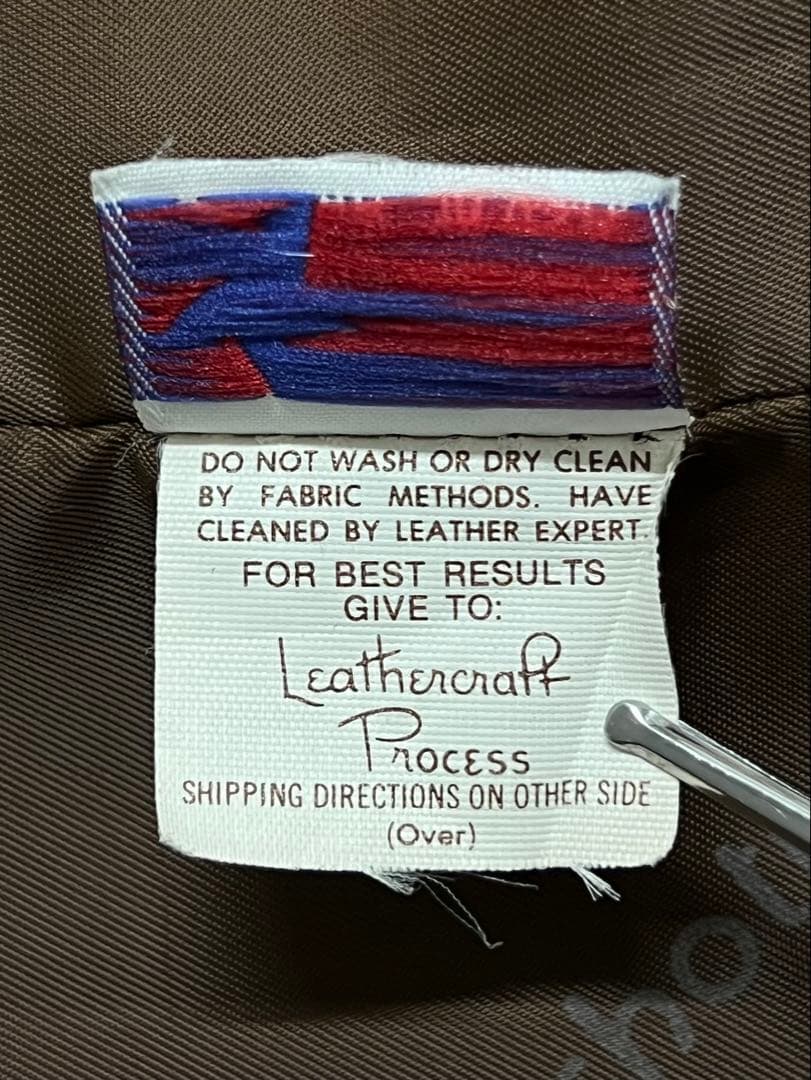 DO NOT WASH OR DRY CLEAN
BY FABRIC METHODS. HAVE
CLEANED BY LEATHER EXPERT.
FOR BEST RESULTS
GIVE TO:
Leathercraft
Process
SHIPPING DIRECTIONS ON OTHER SIDE
(Over)